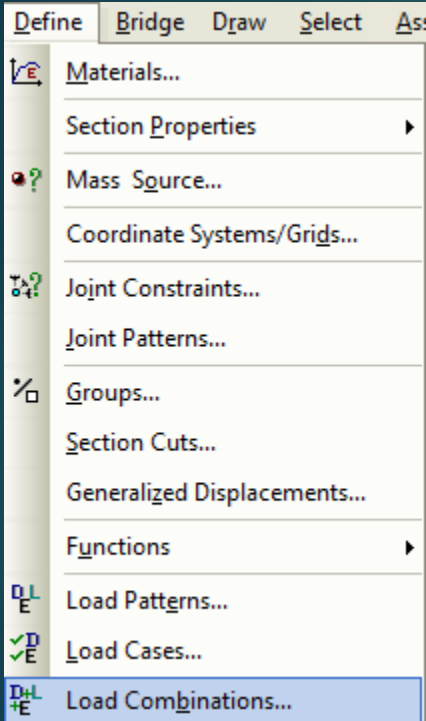 Define Bridge Draw Select Ass
Materials...
Section Properties
Mass Source...
Coordinate Systems/Grids...
Joint Constraints...
Joint Patterns...
Groups...
Section Cuts...
Generalized Displacements...
Functions
Load Patterns...
Load Cases...
Load Combinations...